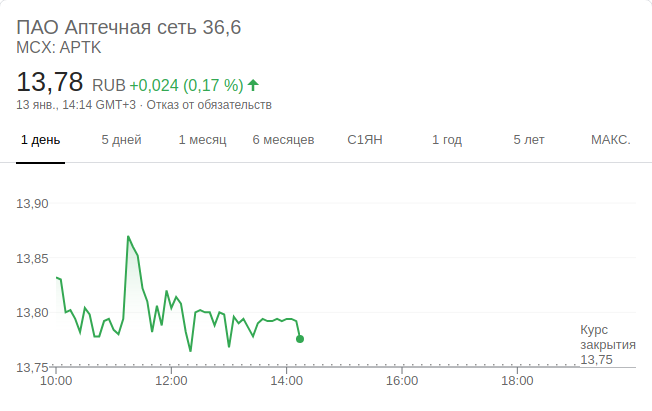 ПАО Аптечная сеть 36,6
MCX: APTK
13,78 RUB +0,024 (0,17 %)
13 янв., 14:14 GMT+3 · Отказ от обязательств
1 день 5 дней 1 месяц 6 месяцев С1ЯН 1 год 5 лет МАКС.
13,90
13,85
13,80
Курс
закрытия
13,75
13,75
10:00 12:00 14:00 16:00 18:00